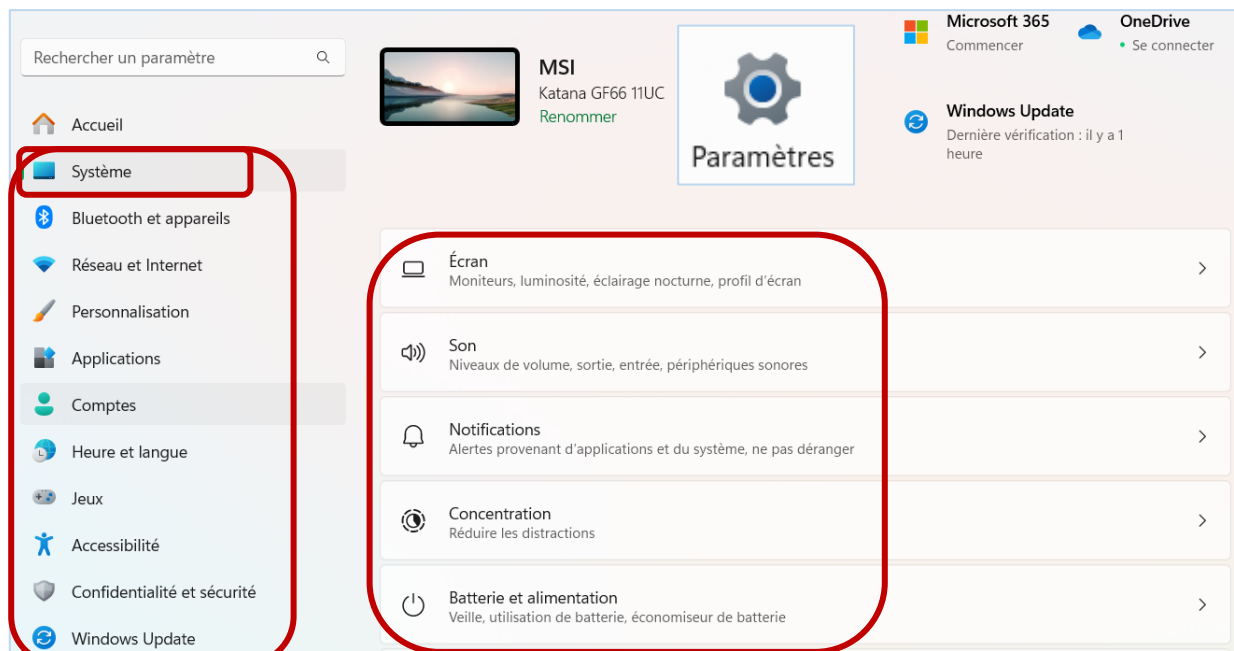 Rechercher un paramètre
Accueil
Système
Bluetooth et appareils
Réseau et Internet
Personnalisation
Applications
Comptes
Heure et langue
Jeux
Accessibilité
Confidentialité et sécurité
Windows Update
MSI
Katana GF66 11UC
Renommer
Paramètres
Microsoft 365
Commencer
OneDrive
• Se connecter
Windows Update
Dernière vérification : il y a 1
heure
Écran
Moniteurs, luminosité, éclairage nocturne, profil d'écran
Son
Niveaux de volume, sortie, entrée, périphériques sonores
Notifications
Alertes provenant d'applications et du système, ne pas déranger
Concentration
Réduire les distractions
Batterie et alimentation
Veille, utilisation de batterie, économiseur de batterie